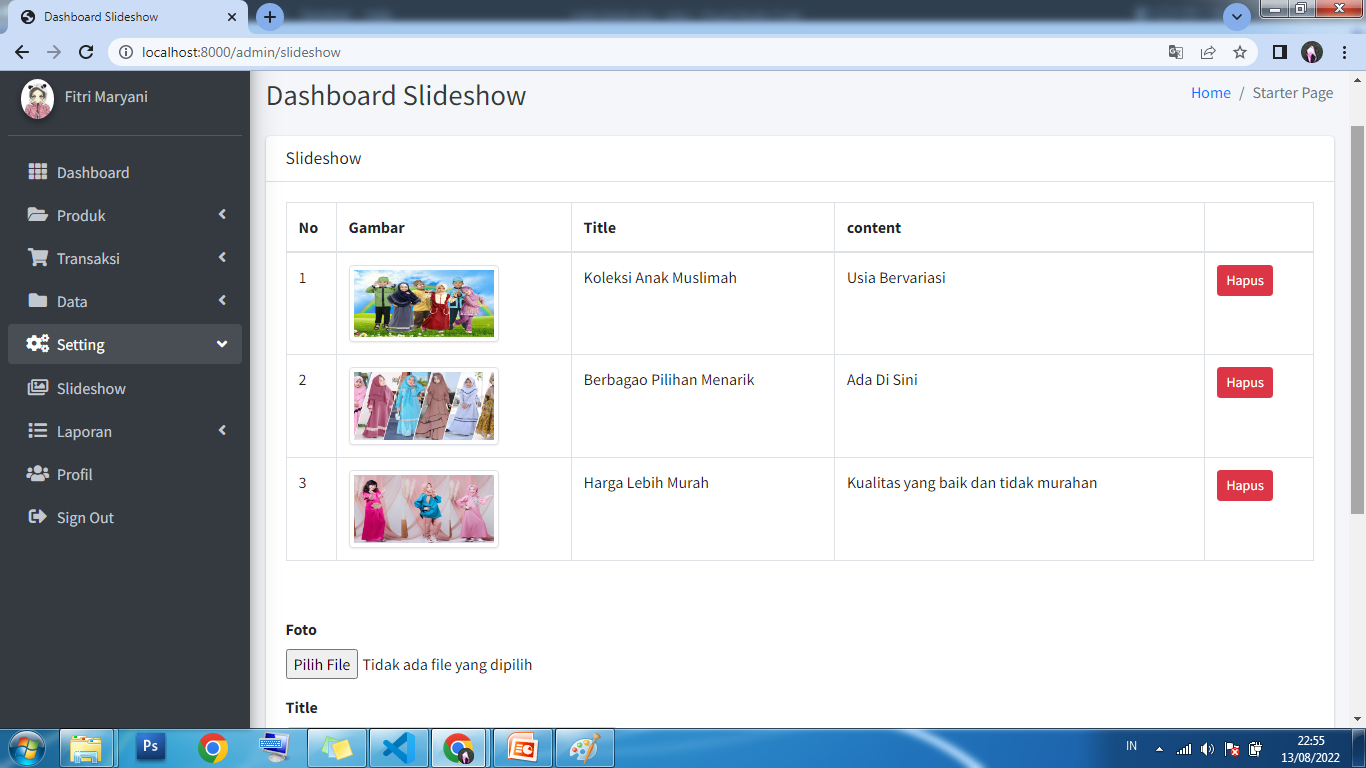 Dashboard Slideshow
localhost:8000/admin/slideshow
Fitri Maryani
Dashboard Slideshow
Home / Starter Page
Dashboard
Produk
Transaksi
Data
Setting
Slideshow
Laporan
Profil
Sign Out
Slideshow
No Gambar Title content
1 Koleksi Anak Muslimah Usia Bervariasi Hapus
2 Berbagao Pilihan Menarik Ada Di Sini Hapus
3 Harga Lebih Murah Kualitas yang baik dan tidak murahan Hapus
Foto
Pilih File Tidak ada file yang dipilih
Title
Ps
IN
22:55
13/08/2022